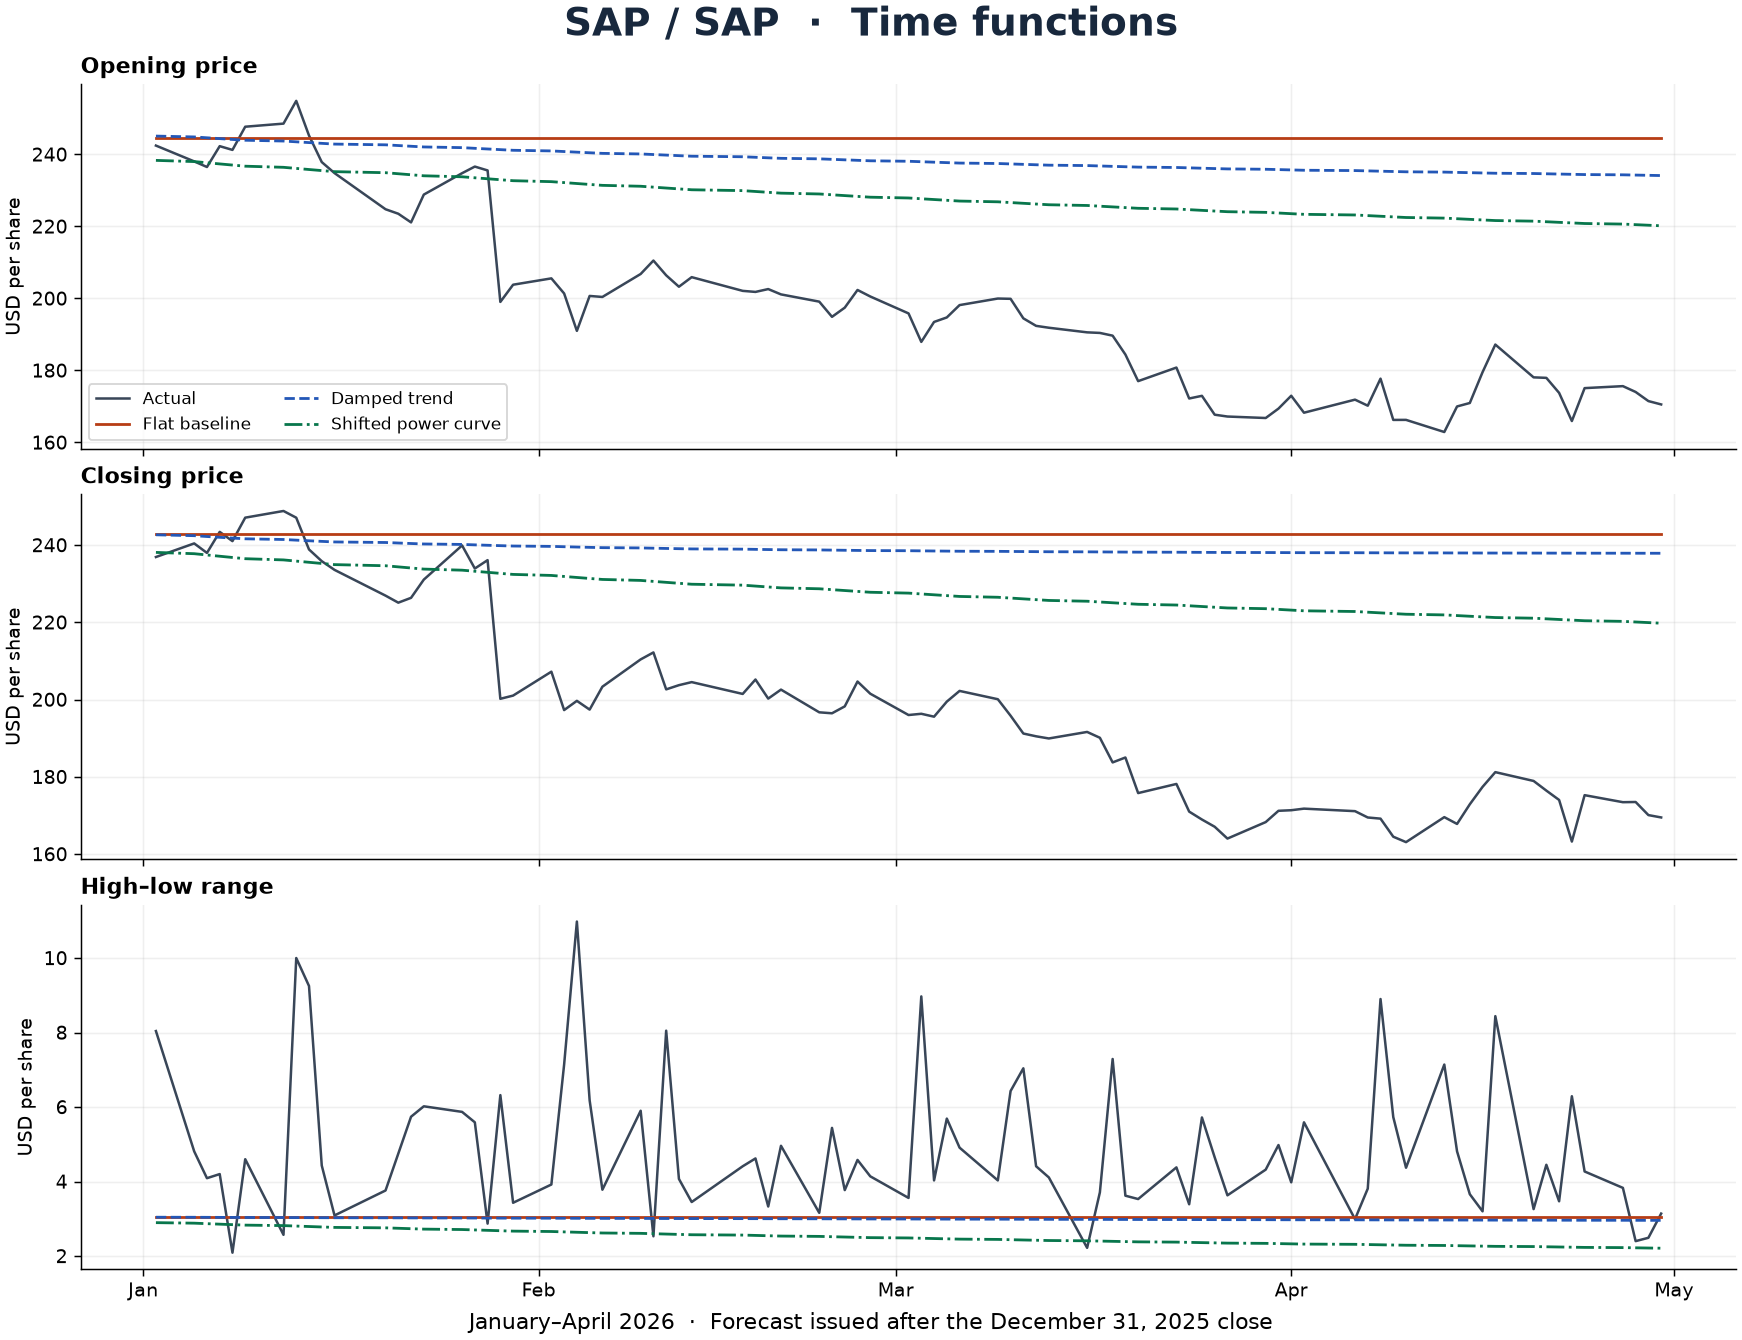 SAP / SAP  ·  Time functions
Opening price
USD per share
240
220
200
180
160
Actual
Flat baseline
Damped trend
Shifted power curve
Closing price
USD per share
240
220
200
180
160
High–low range
USD per share
10
8
6
4
2
Jan Feb Mar Apr May
January–April 2026  ·  Forecast issued after the December 31, 2025 close